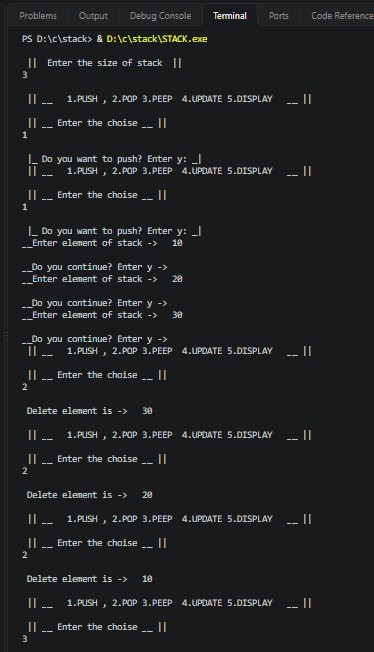 Problems Output Debug Console Terminal Ports Code Reference
PS D:\c\stack> & D:\c\stack\STACK.exe
|| Enter the size of stack ||
3
|| __ 1.PUSH , 2.POP 3.PEEP 4.UPDATE 5.DISPLAY __ ||
|| __ Enter the choise __ ||
1
|_ Do you want to push? Enter y: _|
|| __ 1.PUSH , 2.POP 3.PEEP 4.UPDATE 5.DISPLAY __ ||
|| __ Enter the choise __ ||
1
|_ Do you want to push? Enter y: _|
__Enter element of stack -> 10
__Do you continue? Enter y ->
__Enter element of stack -> 20
__Do you continue? Enter y ->
__Enter element of stack -> 30
__Do you continue? Enter y ->
|| __ 1.PUSH , 2.POP 3.PEEP 4.UPDATE 5.DISPLAY __ ||
|| __ Enter the choise __ ||
2
Delete element is -> 30
|| __ 1.PUSH , 2.POP 3.PEEP 4.UPDATE 5.DISPLAY __ ||
|| __ Enter the choise __ ||
2
Delete element is -> 20
|| __ 1.PUSH , 2.POP 3.PEEP 4.UPDATE 5.DISPLAY __ ||
|| __ Enter the choise __ ||
2
Delete element is -> 10
|| __ 1.PUSH , 2.POP 3.PEEP 4.UPDATE 5.DISPLAY __ ||
|| __ Enter the choise __ ||
3